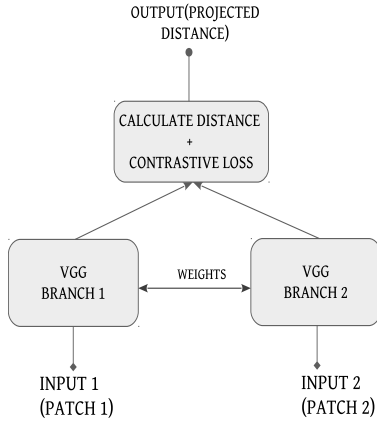 OUTPUT(PROJECTED
DISTANCE)
CALCULATE DISTANCE
+
CONTRASTIVE LOSS
VGG
BRANCH 1
WEIGHTS
VGG
BRANCH 2
INPUT 1
(PATCH 1)
INPUT 2
(PATCH 2)